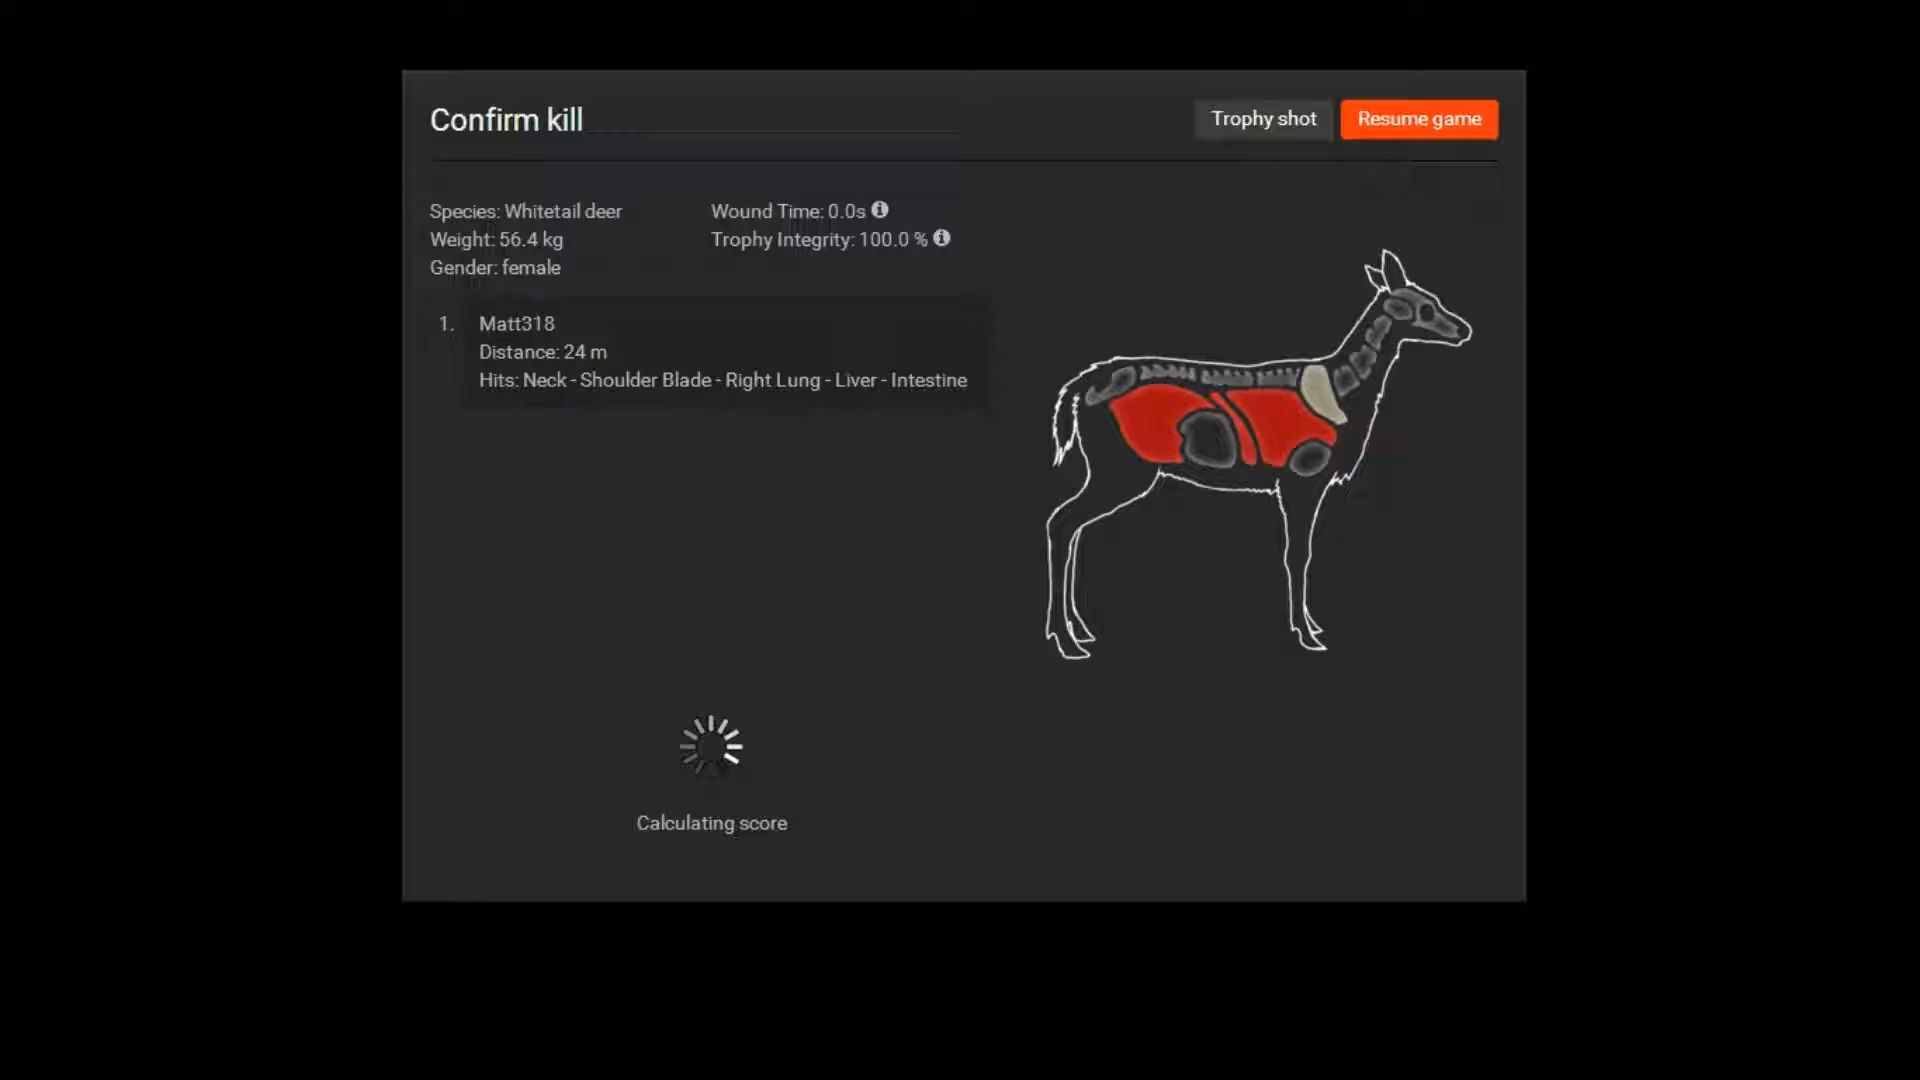 Confirm kill
Trophy shot
Resume game
Species: Whitetail deer
Weight: 56.4 kg
Gender: female
Wound Time: 0.0s
Trophy Integrity: 100.0 %
1. Matt318
Distance: 24 m
Hits: Neck - Shoulder Blade - Right Lung - Liver - Intestine
Calculating score